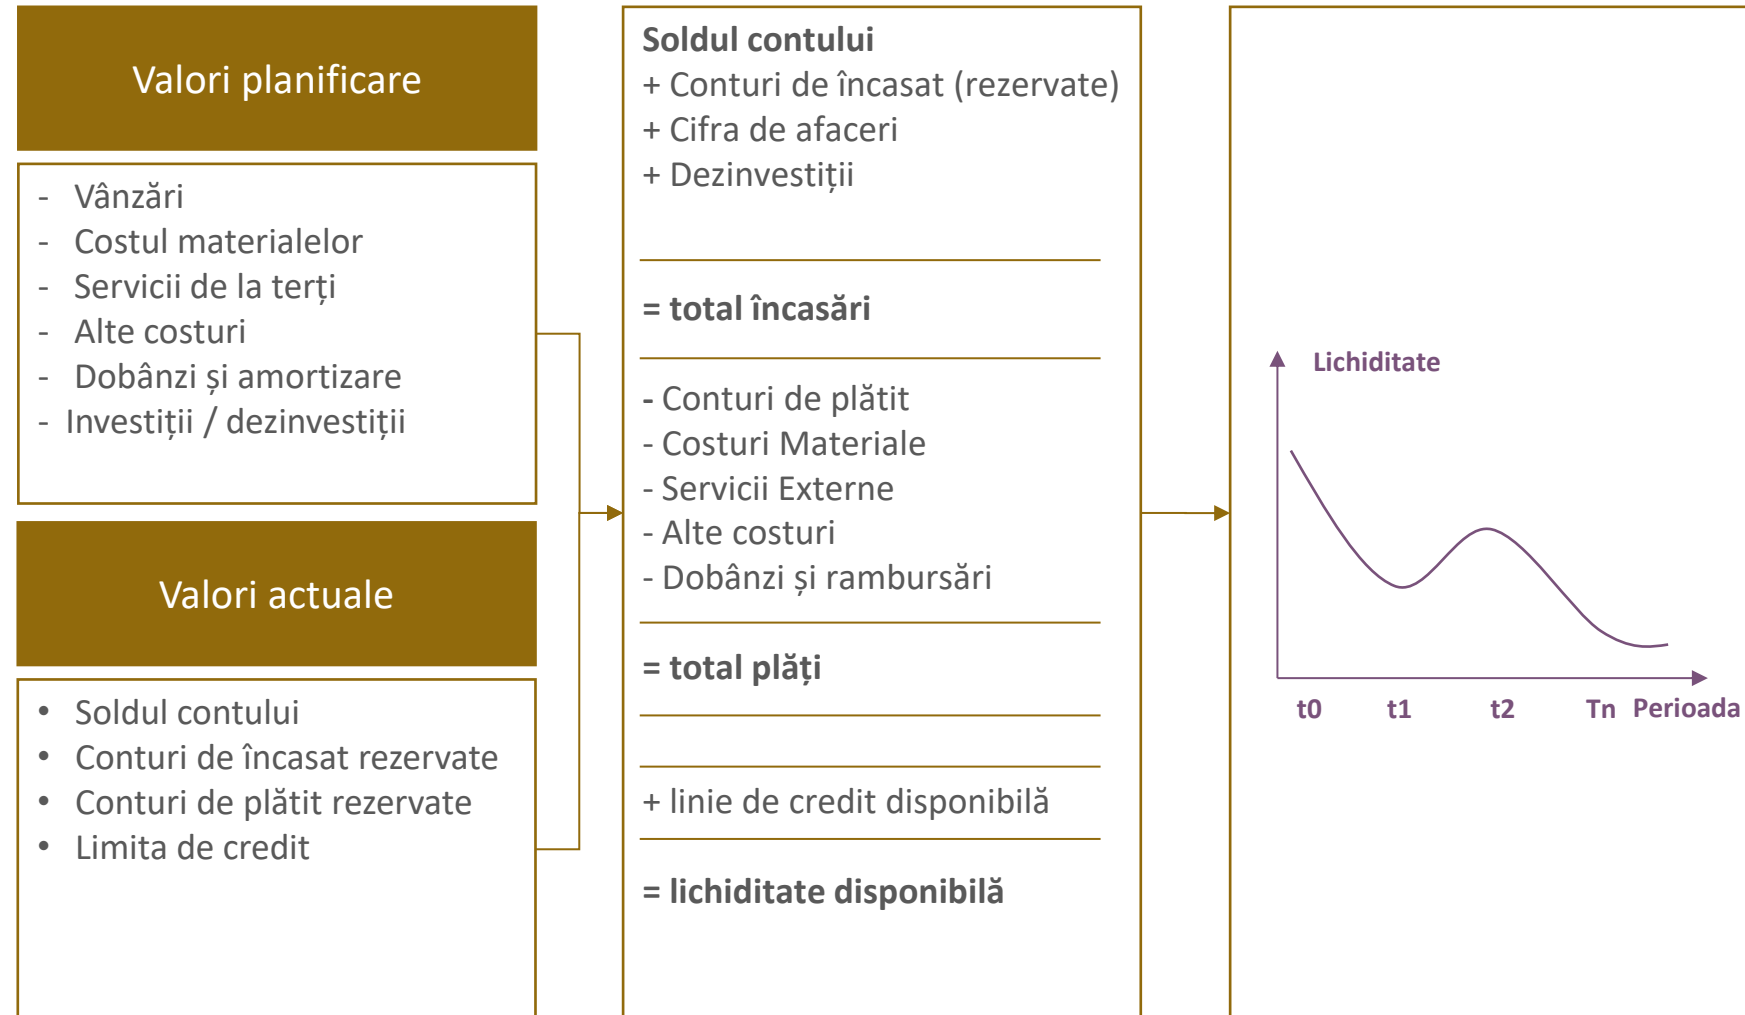 Valori planificare
- Vânzări
- Costul materialelor
- Servicii de la terți
- Alte costuri
- Dobânzi și amortizare
- Investiții / dezinvestiții
Valori actuale
• Soldul contului
• Conturi de încasat rezervate
• Conturi de plătit rezervate
• Limita de credit
Soldul contului
+ Conturi de încasat (rezervate)
+ Cifra de afaceri
+ Dezinvestiții
= total încasări
- Conturi de plătit
- Costuri Materiale
- Servicii Externe
- Alte costuri
- Dobânzi și rambursări
= total plăți
+ linie de credit disponibilă
= lichiditate disponibilă
Lichiditate
t0 t1 t2 Tn Perioada